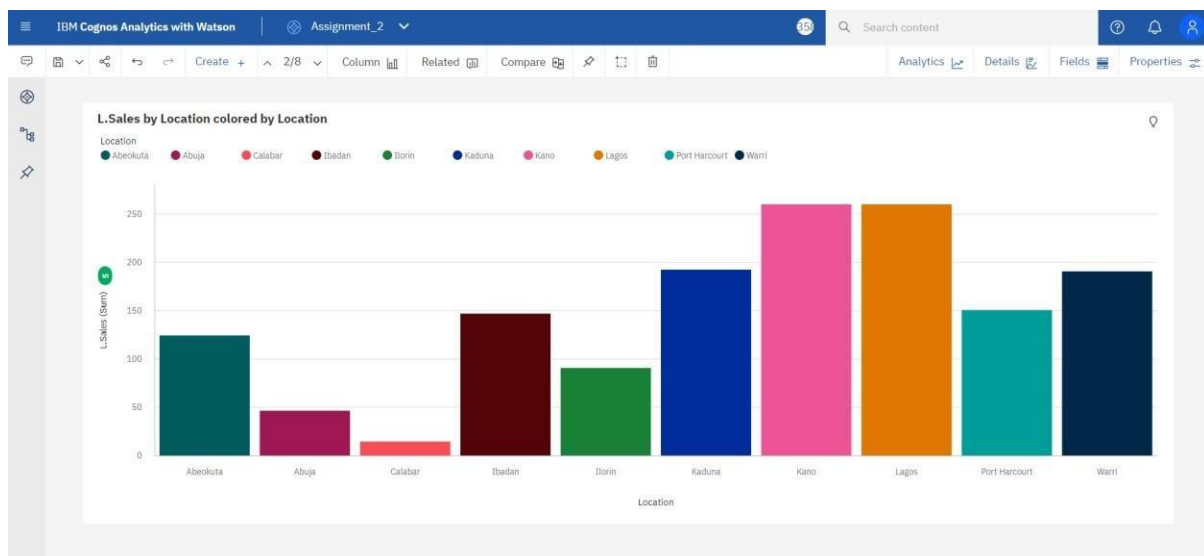 IBM Cognos Analytics with Watson Assignment_2 Search content
Create + 2/8 Column Related Compare Analytics Details Fields Properties
L.Sales by Location colored by Location
Location
Abeokuta Abuja Calabar Ibadan Ilorin Kaduna Kano Lagos Port Harcourt Warri
250
200
150
100
50
0
L.Sales (Sum)
Abeokuta Abuja Calabar Ibadan Ilorin Kaduna Kano Lagos Port Harcourt Warri
Location